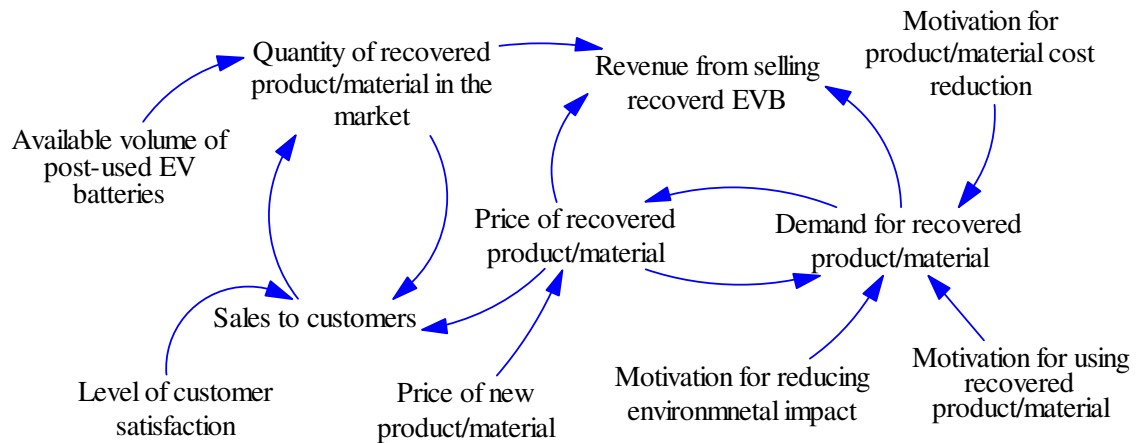 Quantity of recovered
product/material in the
market
Revenue from selling
recoverd EVB
Motivation for
product/material cost
reduction
Available volume of
post-used EV
batteries
Price of recovered
product/material
Demand for recovered
product/material
Sales to customers
Level of customer
satisfaction
Price of new
product/material
Motivation for reducing
environmnetal impact
Motivation for using
recovered
product/material